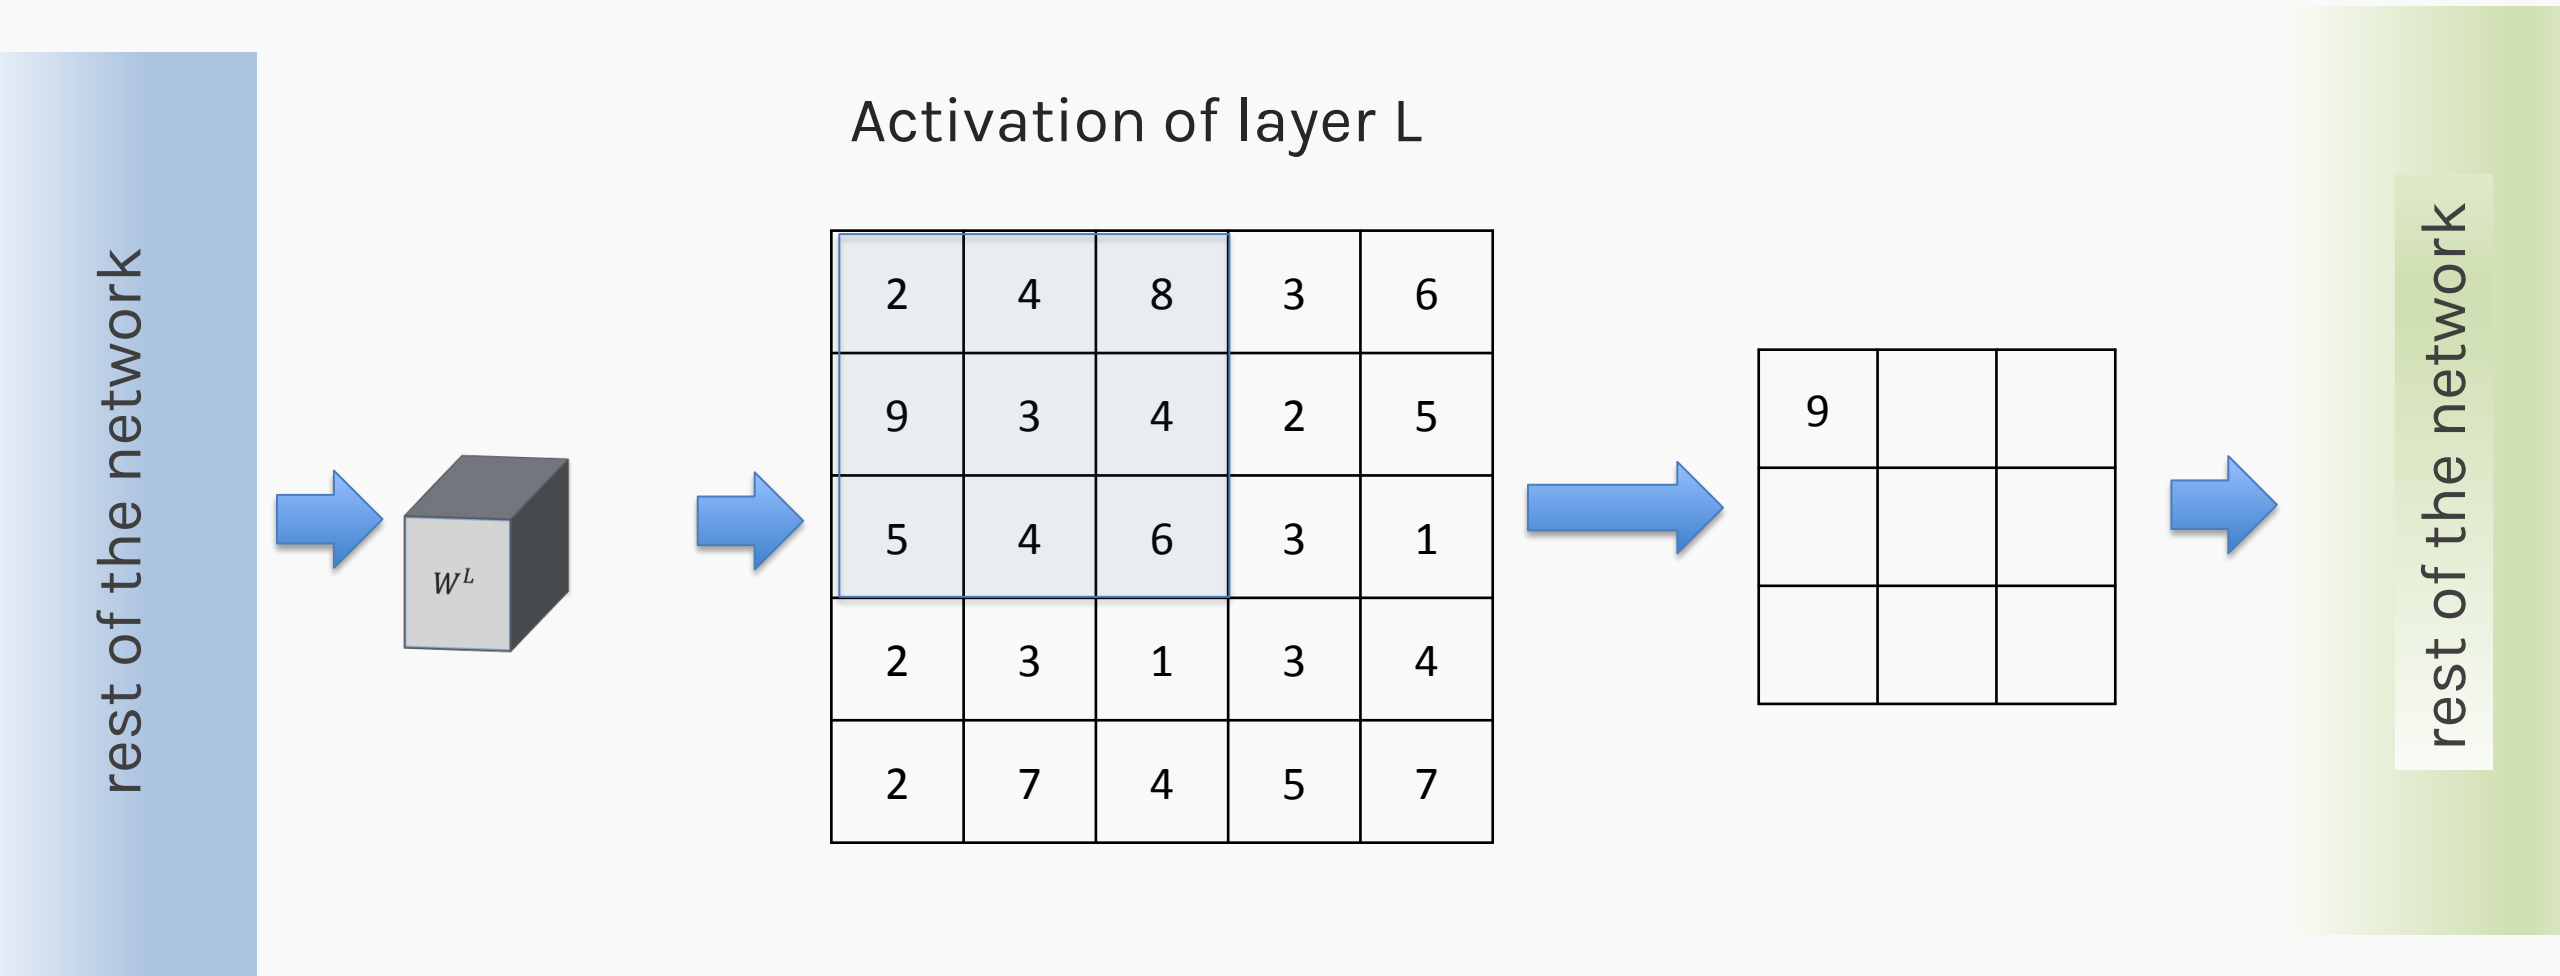 Activation of layer L
rest of the network
W^L
2 4 8 3 6
9 3 4 2 5
5 4 6 3 1
2 3 1 3 4
2 7 4 5 7
9
rest of the network